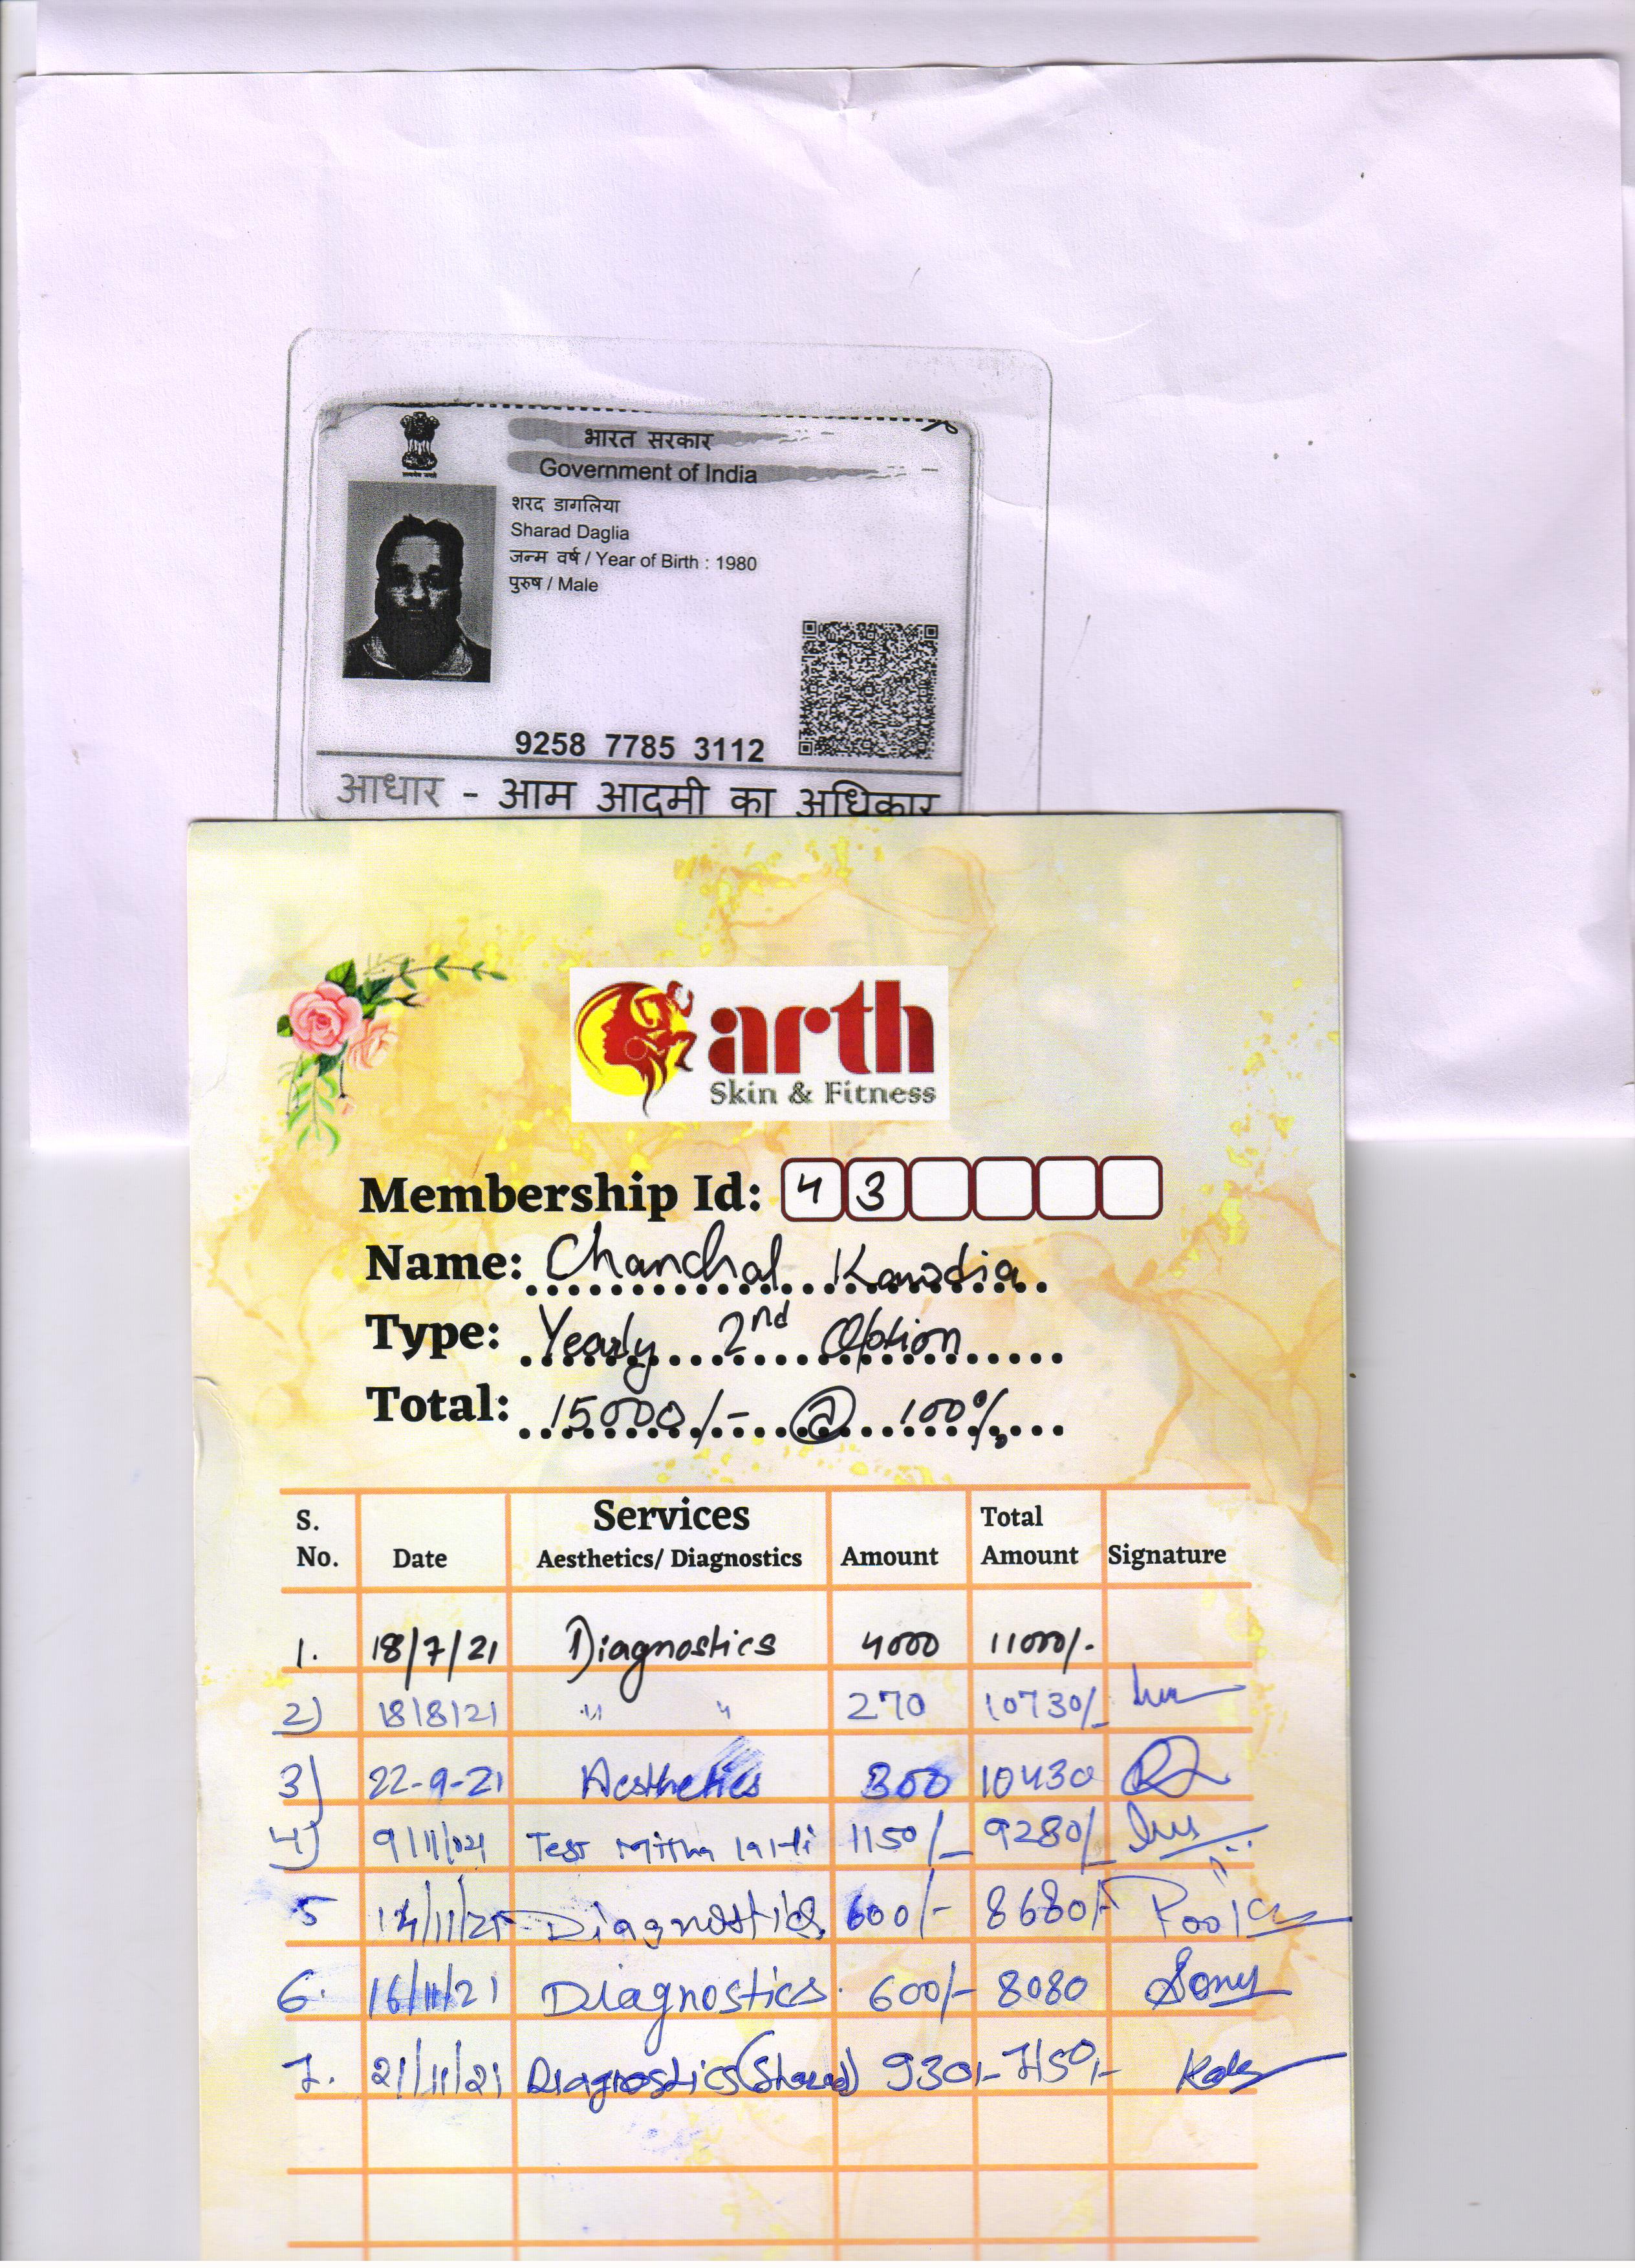 भारत सरकार
Government of India
शरद डागलिया
Sharad Daglia
जन्म वर्ष / Year of Birth : 1980
पुरुष / Male
9258 7785 3112
आधार - आम आदमी का अधिकार
arth
Skin & Fitness
Membership Id: 4 3
Name: Chanchal
Type: Yearly 2nd Option
Total: 15000/- @ 100%
S. No. Date Services Aesthetics/ Diagnostics Amount Total Amount Signature
1. 18/7/21 Diagnostics 4000 11000/-
2) 18/8/21 " " 270 10730/-
3) 22-9-21 Aesthetics 300 10430
4) 9/11/21 Test 1150/- 9280/-
5 14/11/21 Diagnostics 600/- 8680/-
6. 16/11/21 Diagnostics. 600/- 8080
7. 21/11/21 Diagnostics (Sharad) 930/- 7150/-